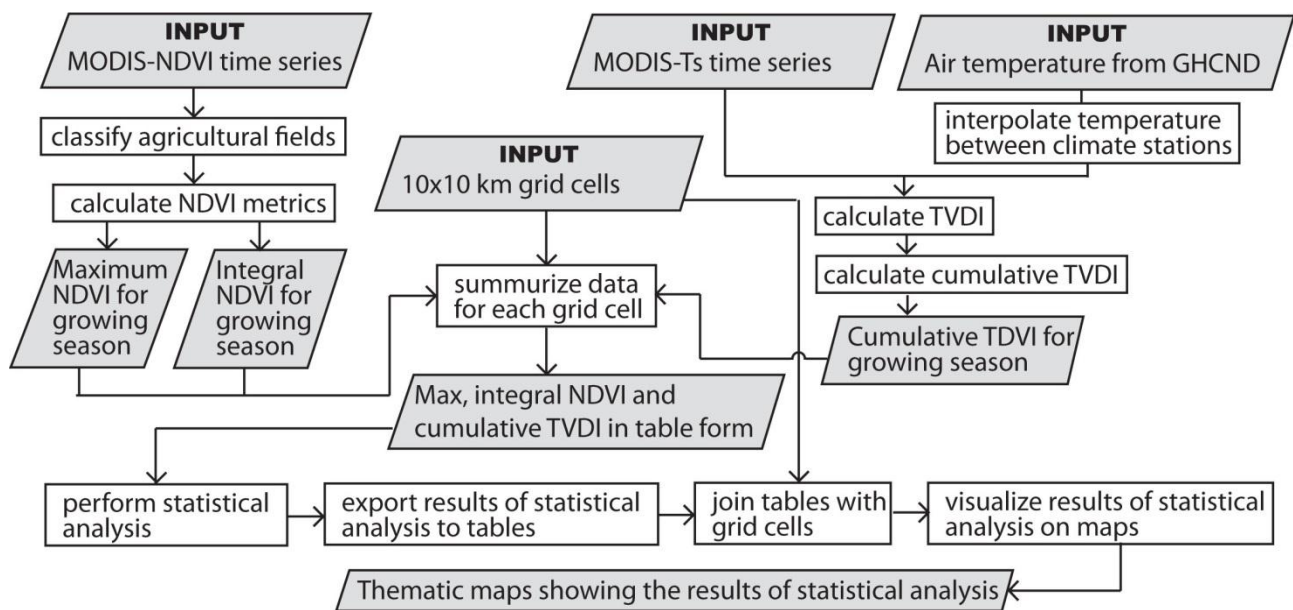 INPUT
MODIS-NDVI time series
INPUT
MODIS-Ts time series
INPUT
Air temperature from GHCND
classify agricultural fields
interpolate temperature
between climate stations
INPUT
10x10 km grid cells
calculate NDVI metrics
calculate TVDI
Maximum
NDVI for
growing
season
Integral
NDVI for
growing
season
summurize data
for each grid cell
calculate cumulative TVDI
Cumulative TDVI for
growing season
Max, integral NDVI and
cumulative TVDI in table form
perform statistical
analysis
export results of statistical
analysis to tables
join tables with
grid cells
visualize results of statistical
analysis on maps
Thematic maps showing the results of statistical analysis